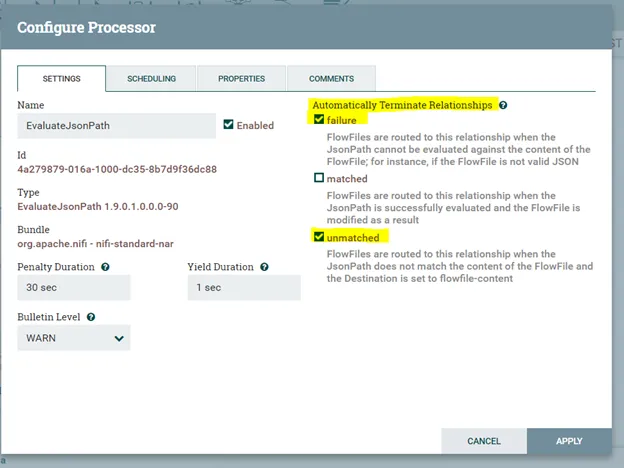 Configure Processor
SETTINGS
SCHEDULING
PROPERTIES
COMMENTS
Name
EvaluateJsonPath
Enabled
Id
4a279879-016a-1000-dc35-8b7d9f36dc88
Type
EvaluateJsonPath 1.9.0.1.0.0.0-90
Bundle
org.apache.nifi - nifi-standard-nar
Penalty Duration
Yield Duration
30 sec
1 sec
Bulletin Level
WARN
Automatically Terminate Relationships
failure
FlowFiles are routed to this relationship when the
JsonPath cannot be evaluated against the content of the
FlowFile; for instance, if the FlowFile is not valid JSON
matched
FlowFiles are routed to this relationship when the
JsonPath is successfully evaluated and the FlowFile is
modified as a result
unmatched
FlowFiles are routed to this relationship when the
JsonPath does not match the content of the FlowFile and
the Destination is set to flowfile-content
CANCEL
APPLY
ST
a